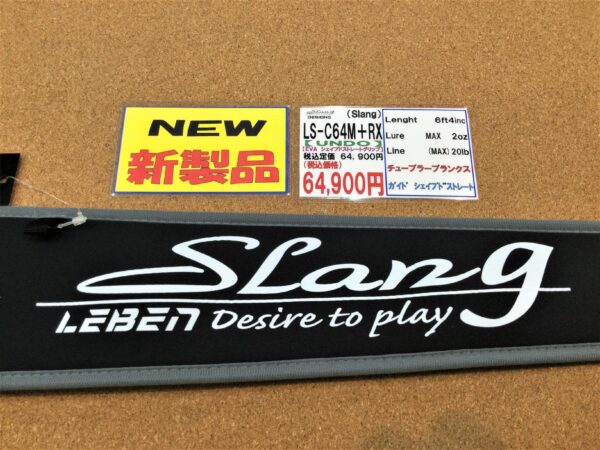 NEW
新製品
Slang
DESIGNS
(Slang)
LS-C64M+RX
【UNDO】
【EVA シェイプドストレートグリップ】
税込定価 64,900円
(税込価格)
64,900円
Lenght 6ft4inc
Lure MAX 2oz
Line (MAX) 20lb
チューブラーブランクス
ガイド シェイプドストレート
SLang
LEBEN Desire to play